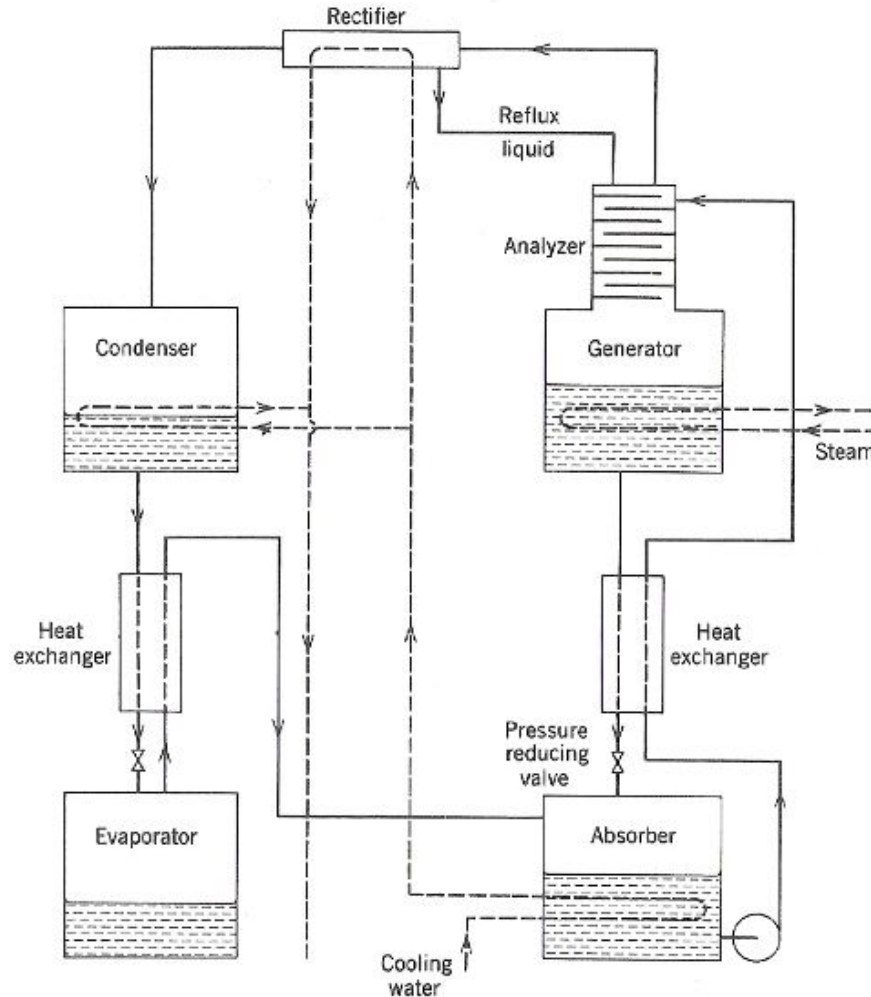 Rectifier
Reflux
liquid
Analyzer
Condenser
Generator
Steam
Heat
exchanger
Heat
exchanger
Pressure
reducing
valve
Evaporator
Absorber
Cooling
water